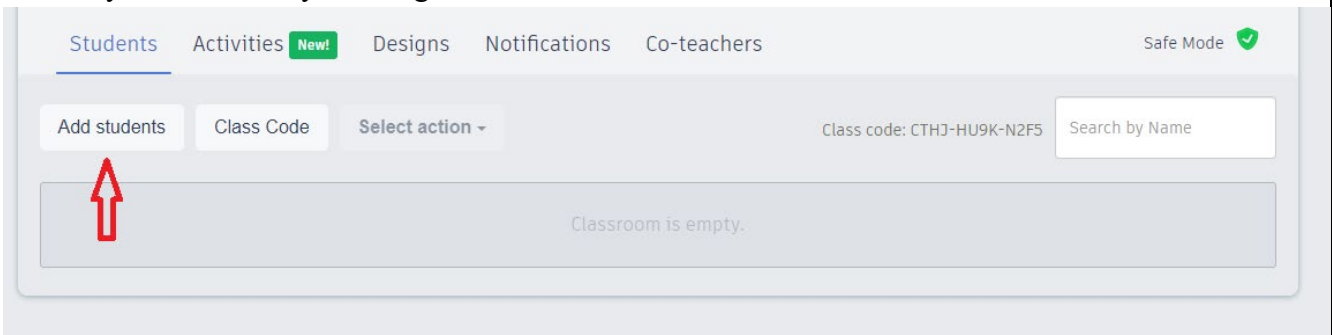 Students Activities New! Designs Notifications Co-teachers Safe Mode
Add students Class Code Select action Class code: CTHJ-HU9K-N2F5 Search by Name
Classroom is empty.